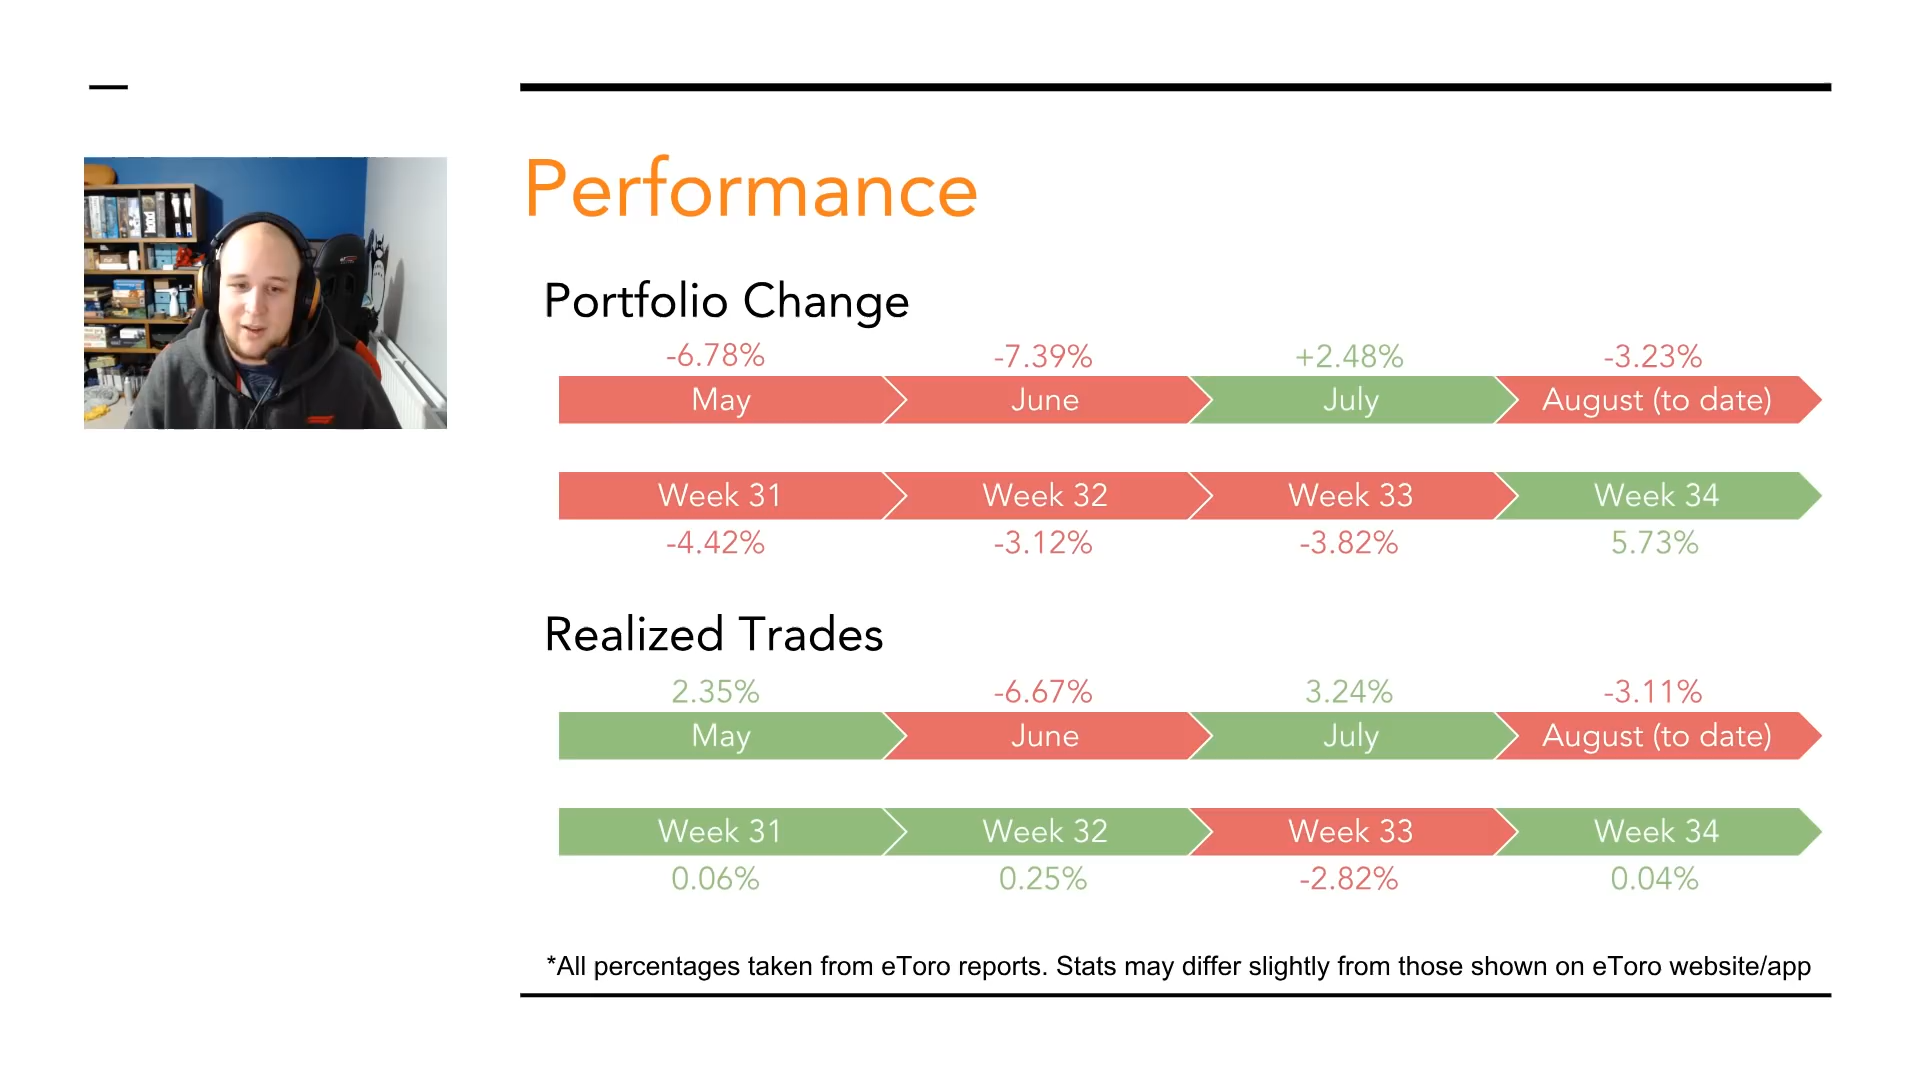 Performance
Portfolio Change
-6.78% -7.39% +2.48% -3.23%
May June July August (to date)
Week 31 Week 32 Week 33 Week 34
-4.42% -3.12% -3.82% 5.73%
Realized Trades
2.35% -6.67% 3.24% -3.11%
May June July August (to date)
Week 31 Week 32 Week 33 Week 34
0.06% 0.25% -2.82% 0.04%
*All percentages taken from eToro reports. Stats may differ slightly from those shown on eToro website/app